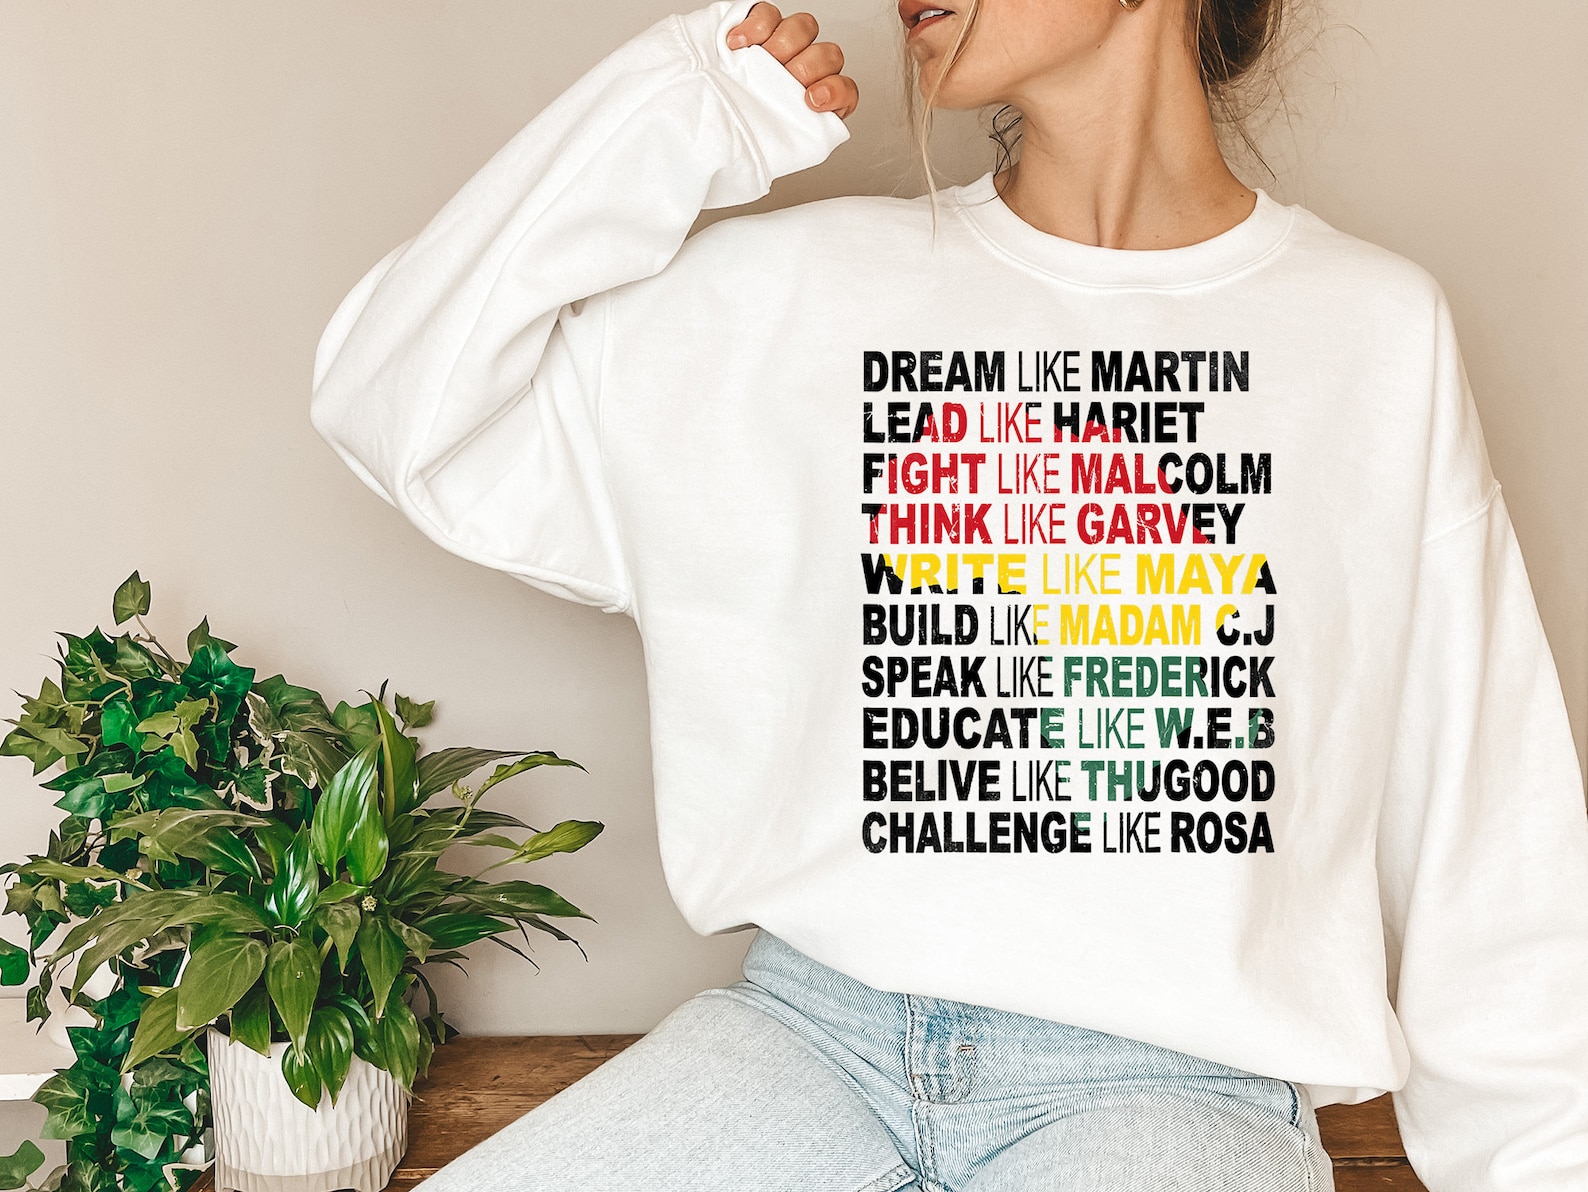 DREAM LIKE MARTIN
LEAD LIKE HARIET
FIGHT LIKE MALCOLM
THINK LIKE GARVEY
WRITE LIKE MAYA
BUILD LIKE MADAM C.J
SPEAK LIKE FREDERICK
EDUCATE LIKE W.E.B
BELIVE LIKE THUGOOD
CHALLENGE LIKE ROSA